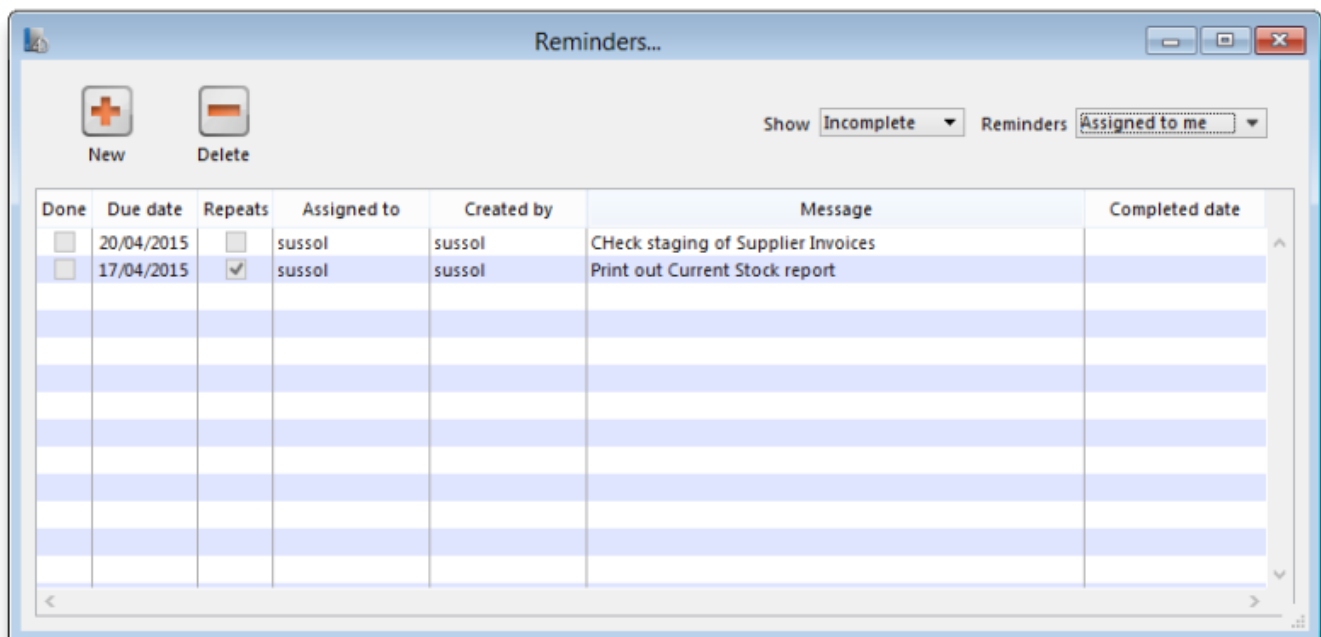 Reminders...
New Delete Show Incomplete Reminders Assigned to me
Done Due date Repeats Assigned to Created by Message Completed date
20/04/2015 sussol sussol CHeck staging of Supplier Invoices
17/04/2015 sussol sussol Print out Current Stock report